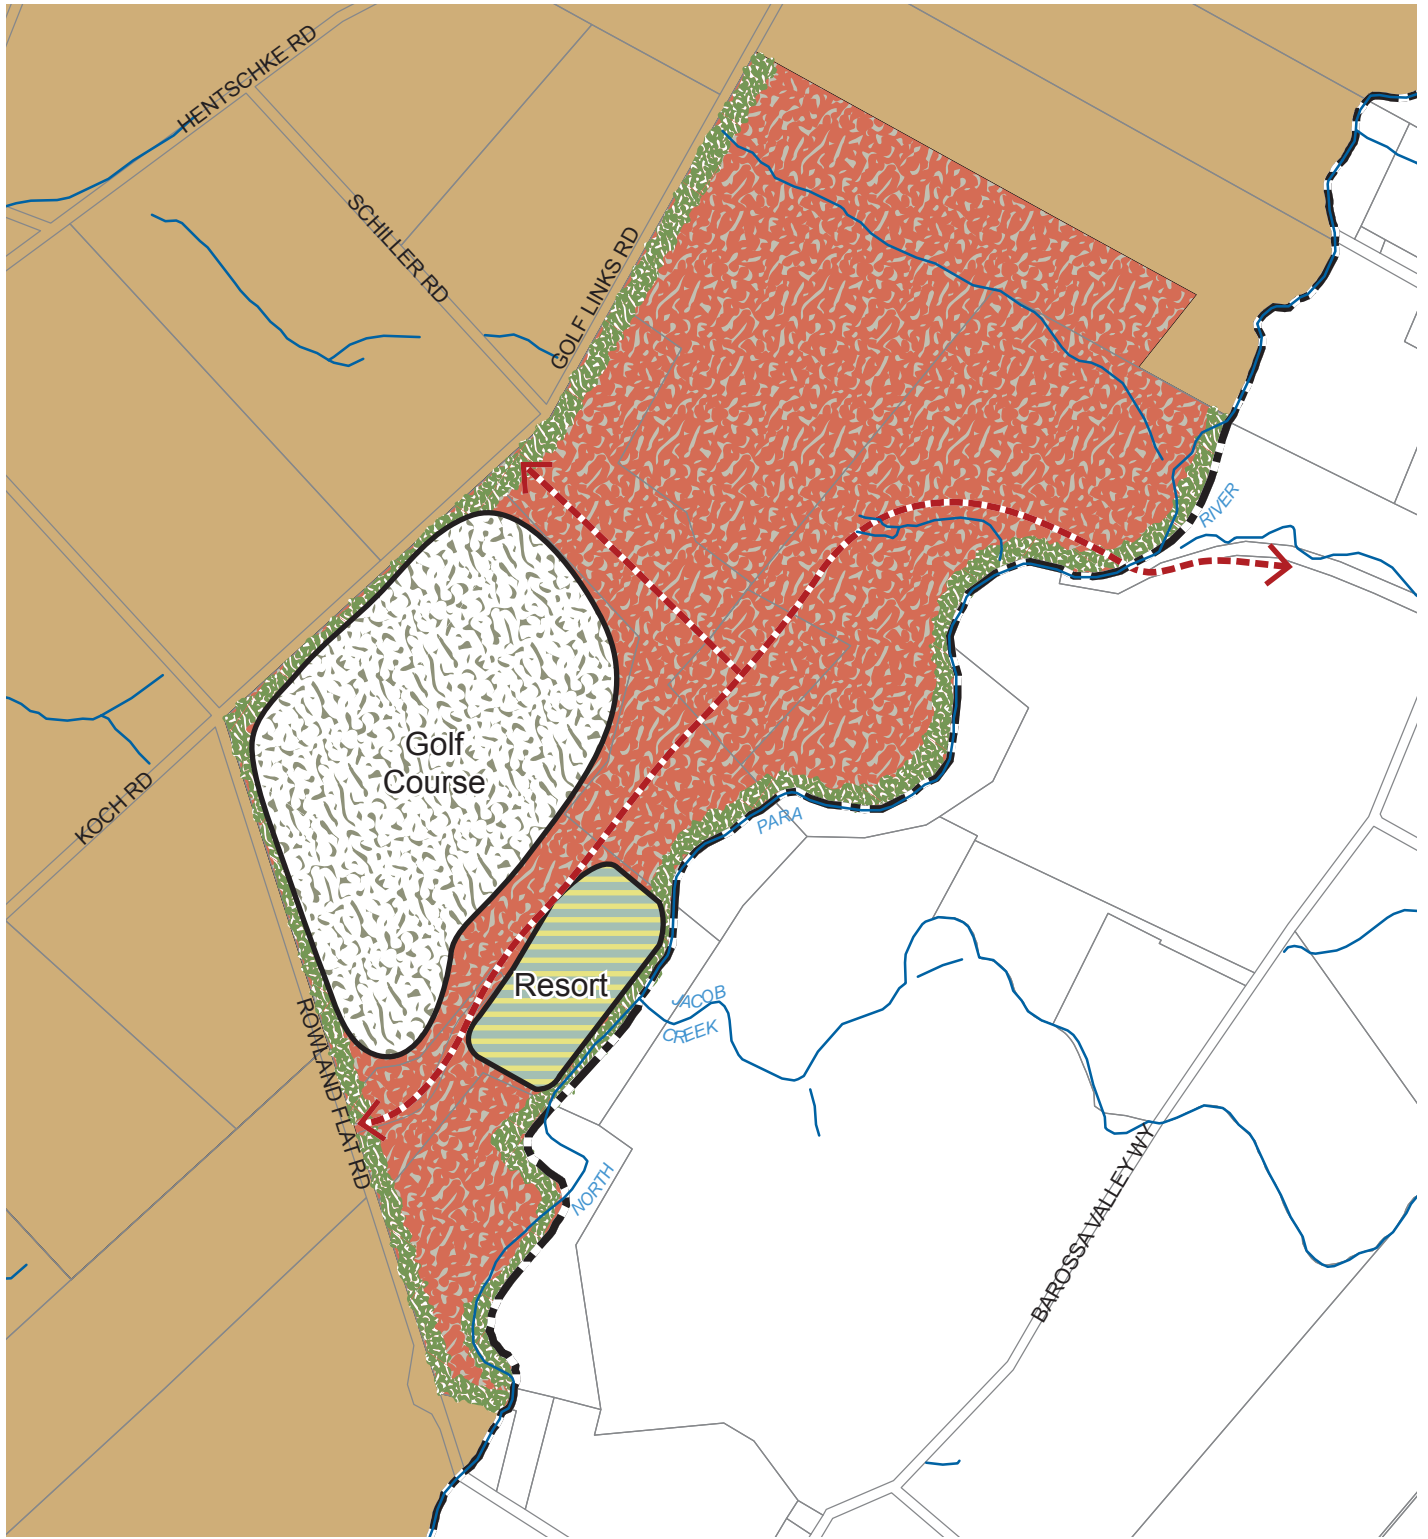 HENTSCHKE RD
SCHILLER RD
GOLF LINKS RD
RIVER
Golf
Course
KOCH RD
PARA
Resort
JACOB
CREEK
ROWLAND FLAT RD
NORTH
BAROSSA VALLEY WY